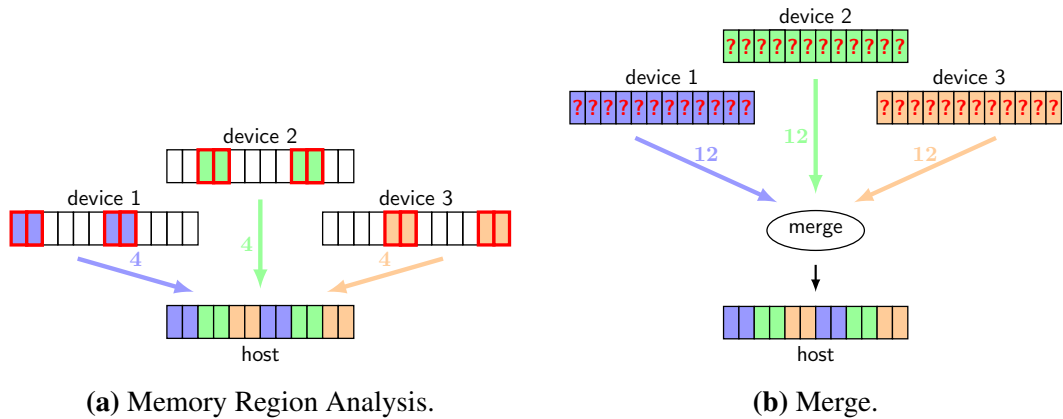 device 2
device 1
device 3
4
4
4
host
(a) Memory Region Analysis.
device 2
? ? ? ? ? ? ? ? ? ? ? ?
device 1
device 3
? ? ? ? ? ? ? ? ? ? ? ?
? ? ? ? ? ? ? ? ? ? ? ?
12
12
12
merge
host
(b) Merge.